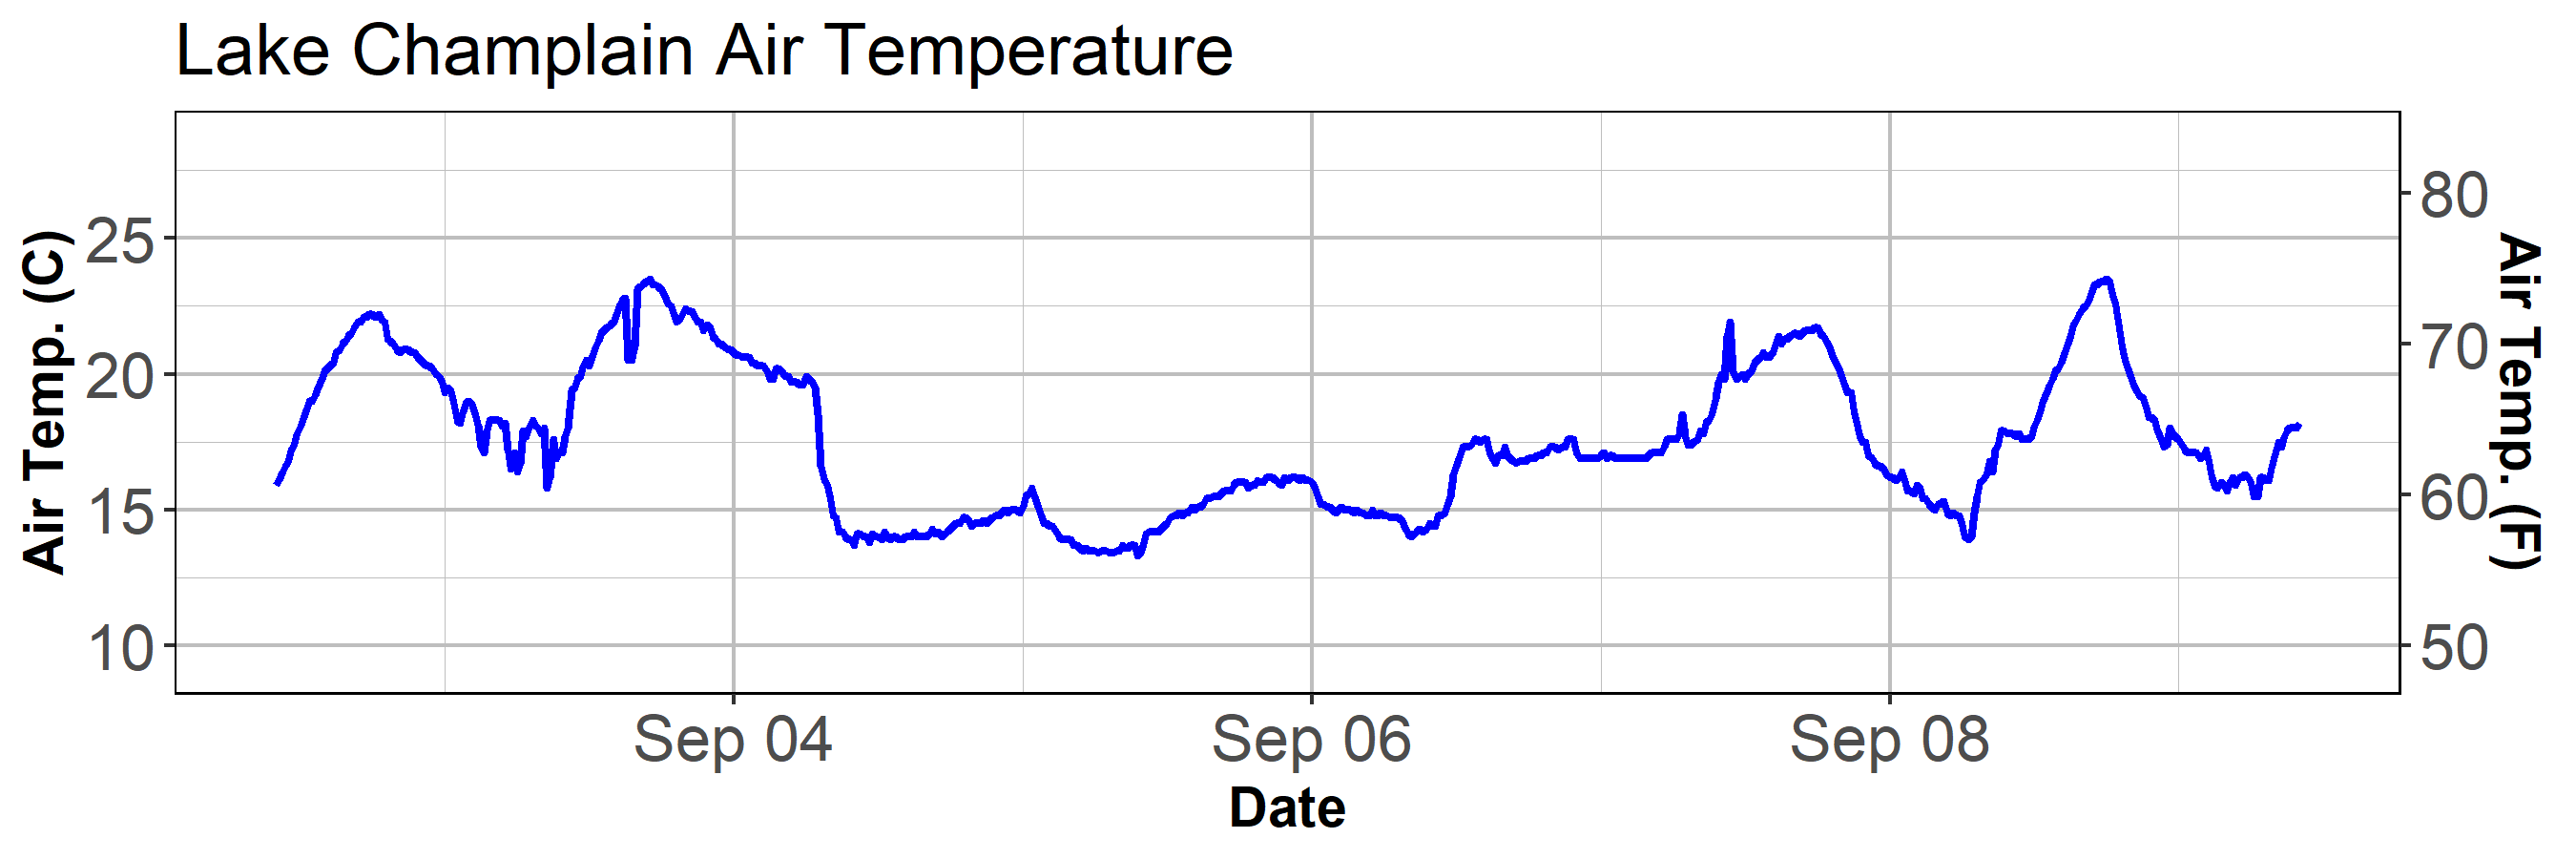 Lake Champlain Air Temperature
Air Temp. (C)
25
20
15
10
80
70
60
50
Air Temp. (F)
Sep 04
Sep 06
Sep 08
Date